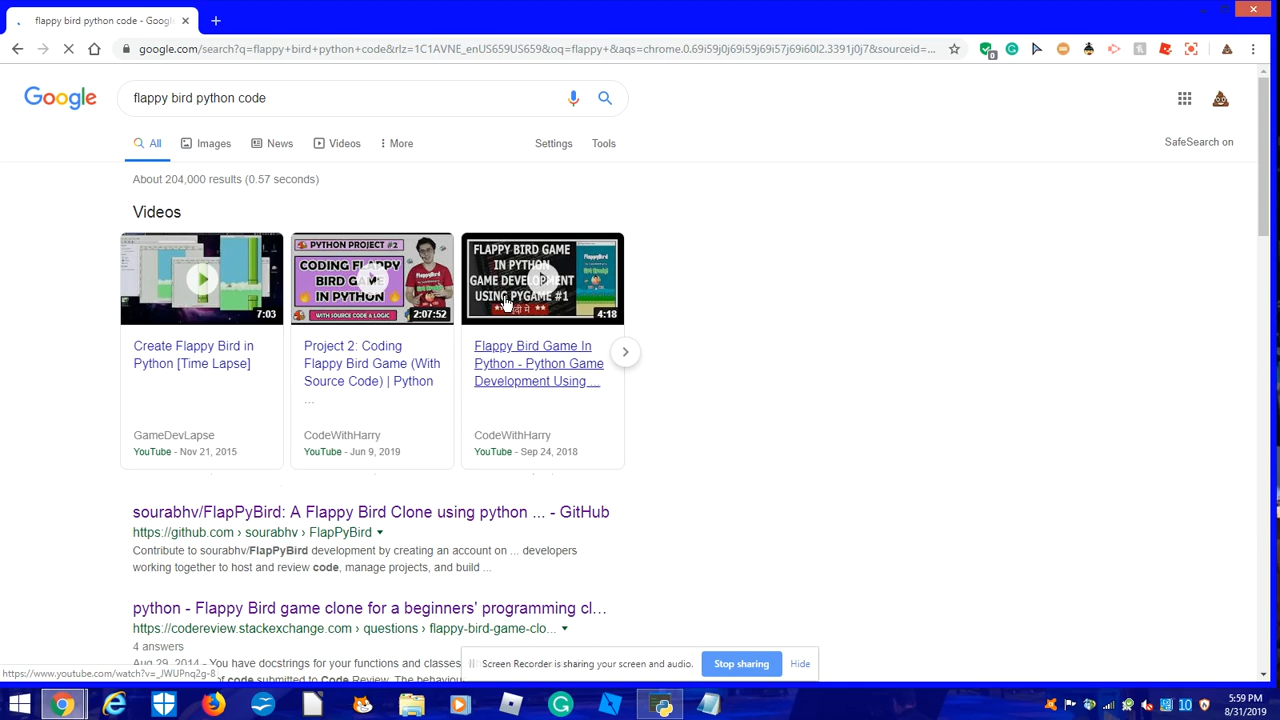 flappy bird python code - Google
google.com/search?q=flappy+bird+python+code&rlz=1C1AVNE_enUS659US659&oq=flappy+&aqs=chrome.0.69i59j0j69i59j69i57j69i60l2.3391j0j7&sourceid=...
0
Google
flappy bird python code
All Images News Videos More Settings Tools
SafeSearch on
About 204,000 results (0.57 seconds)
Videos
7:03
PYTHON PROJECT #2
CODING FLAPPY
BIRD GAME
IN PYTHON
WITH SOURCE CODE & LOGIC
2:07:52
FLAPPY BIRD GAME
IN PYTHON
GAME DEVELOPMENT
USING PYGAME #1
4:18
Create Flappy Bird in
Python [Time Lapse]
GameDevLapse
YouTube - Nov 21, 2015
Project 2: Coding
Flappy Bird Game (With
Source Code) | Python
...
CodeWithHarry
YouTube - Jun 9, 2019
Flappy Bird Game In
Python - Python Game
Development Using ...
CodeWithHarry
YouTube - Sep 24, 2018
sourabhv/FlapPyBird: A Flappy Bird Clone using python ... - GitHub
https://github.com › sourabhv › FlapPyBird
Contribute to sourabhv/FlapPyBird development by creating an account on ... developers
working together to host and review code, manage projects, and build ...
python - Flappy Bird game clone for a beginners' programming cl...
https://codereview.stackexchange.com › questions › flappy-bird-game-clo...
4 answers
Aug 29, 2014 - You have docstrings for your functions and classes
of code submitted to Code Review. The behaviou
https://www.youtube.com/watch?v=_JWUPnq2g-8
Screen Recorder is sharing your screen and audio. Stop sharing Hide
5:59 PM
8/31/2019